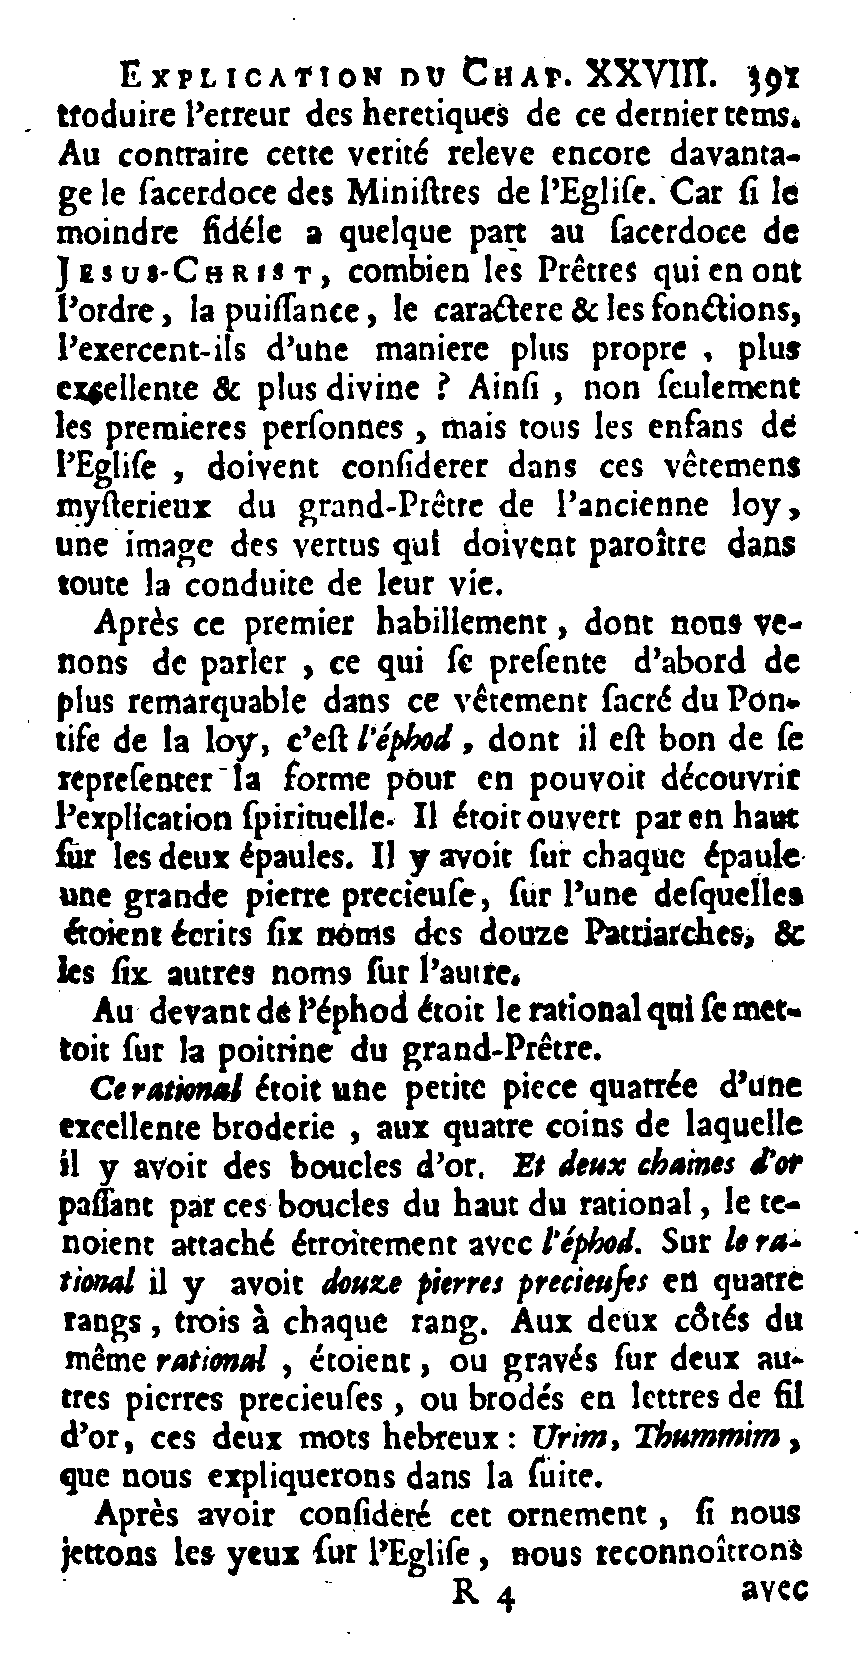 EXPLICATION DU CHAP. XXVIII. 391
troduire l'erreur des heretiques de ce dernier tems.
Au contraire cette verité releve encore davanta-
ge le ſacerdoce des Miniſtres de l'Egliſe. Car ſi le
moindre fidéle a quelque part au ſacerdoce de
JESUS-CHRIST, combien les Prêtres qui en ont
l'ordre, la puiſſance, le caractere & les fonctions,
l'exercent-ils d'une maniere plus propre, plus
excellente & plus divine ? Ainſi, non ſeulement
les premieres perſonnes, mais tous les enfans de
l'Egliſe, doivent conſiderer dans ces vêtemens
myſterieux du grand-Prêtre de l'ancienne loy,
une image des vertus qui doivent paroître dans
toute la conduite de leur vie.
Après ce premier habillement, dont nous ve-
nons de parler, ce qui ſe preſente d'abord de
plus remarquable dans ce vêtement ſacré du Pon-
tife de la loy, c'eſt l'éphod, dont il eſt bon de ſe
repreſenter la forme pour en pouvoir découvrir
l'explication ſpirituelle. Il étoit ouvert par en haut
ſur les deux épaules. Il y avoit ſur chaque épaule
une grande pierre precieuſe, ſur l'une deſquelles
étoient écrits ſix noms des douze Patriarches, &
les ſix autres noms ſur l'autre.
Au devant de l'éphod étoit le rational qui ſe met-
toit ſur la poitrine du grand-Prêtre.
Ce rational étoit une petite piece quarrée d'une
excellente broderie, aux quatre coins de laquelle
il y avoit des boucles d'or. Et deux chaines d'or
paſſant par ces boucles du haut du rational, le te-
noient attaché étroitement avec l'éphod. Sur le ra-
tional il y avoit douze pierres precieuſes en quatre
rangs, trois à chaque rang. Aux deux côtés du
même rational, étoient, ou gravés ſur deux au-
tres pierres precieuſes, ou brodés en lettres de fil
d'or, ces deux mots hebreux : Urim, Thummim,
que nous expliquerons dans la ſuite.
Après avoir conſideré cet ornement, ſi nous
jettons les yeux ſur l'Egliſe, nous reconnoîtrons
R 4 avec